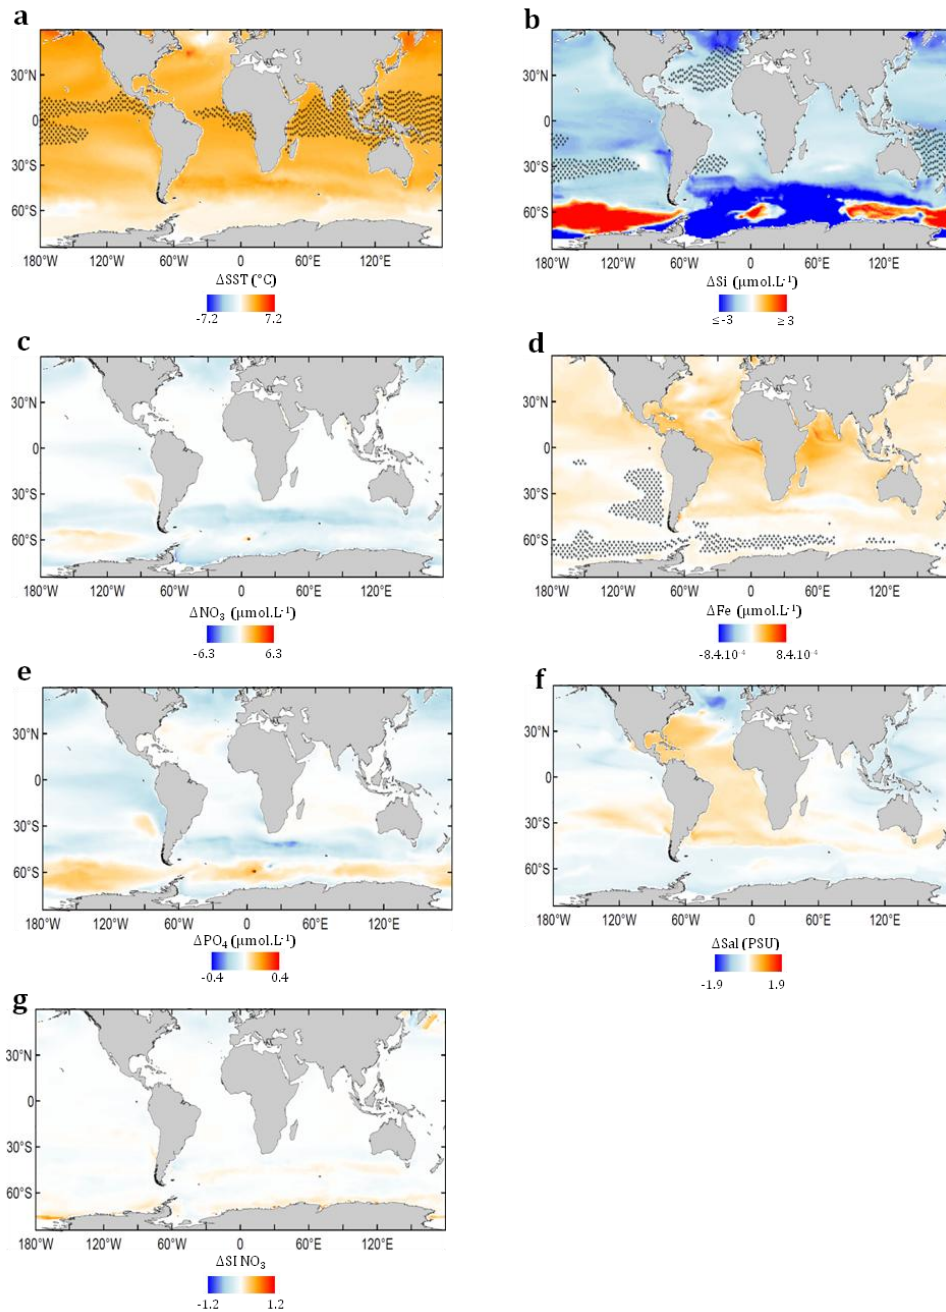 a
30°N
0
30°S
60°S
180°W 120°W 60°W 0 60°E 120°E
ΔSST (°C)
-7.2 7.2
b
30°N
0
30°S
60°S
180°W 120°W 60°W 0 60°E 120°E
ΔSi (µmol.L⁻¹)
≤-3 ≥3
c
30°N
0
30°S
60°S
180°W 120°W 60°W 0 60°E 120°E
ΔNO₃ (µmol.L⁻¹)
-6.3 6.3
d
30°N
0
30°S
60°S
180°W 120°W 60°W 0 60°E 120°E
ΔFe (µmol.L⁻¹)
-8.4.10⁻⁴ 8.4.10⁻⁴
e
30°N
0
30°S
60°S
180°W 120°W 60°W 0 60°E 120°E
ΔPO₄ (µmol.L⁻¹)
-0.4 0.4
f
30°N
0
30°S
60°S
180°W 120°W 60°W 0 60°E 120°E
ΔSal (PSU)
-1.9 1.9
g
30°N
0
30°S
60°S
180°W 120°W 60°W 0 60°E 120°E
ΔSI NO₃
-1.2 1.2